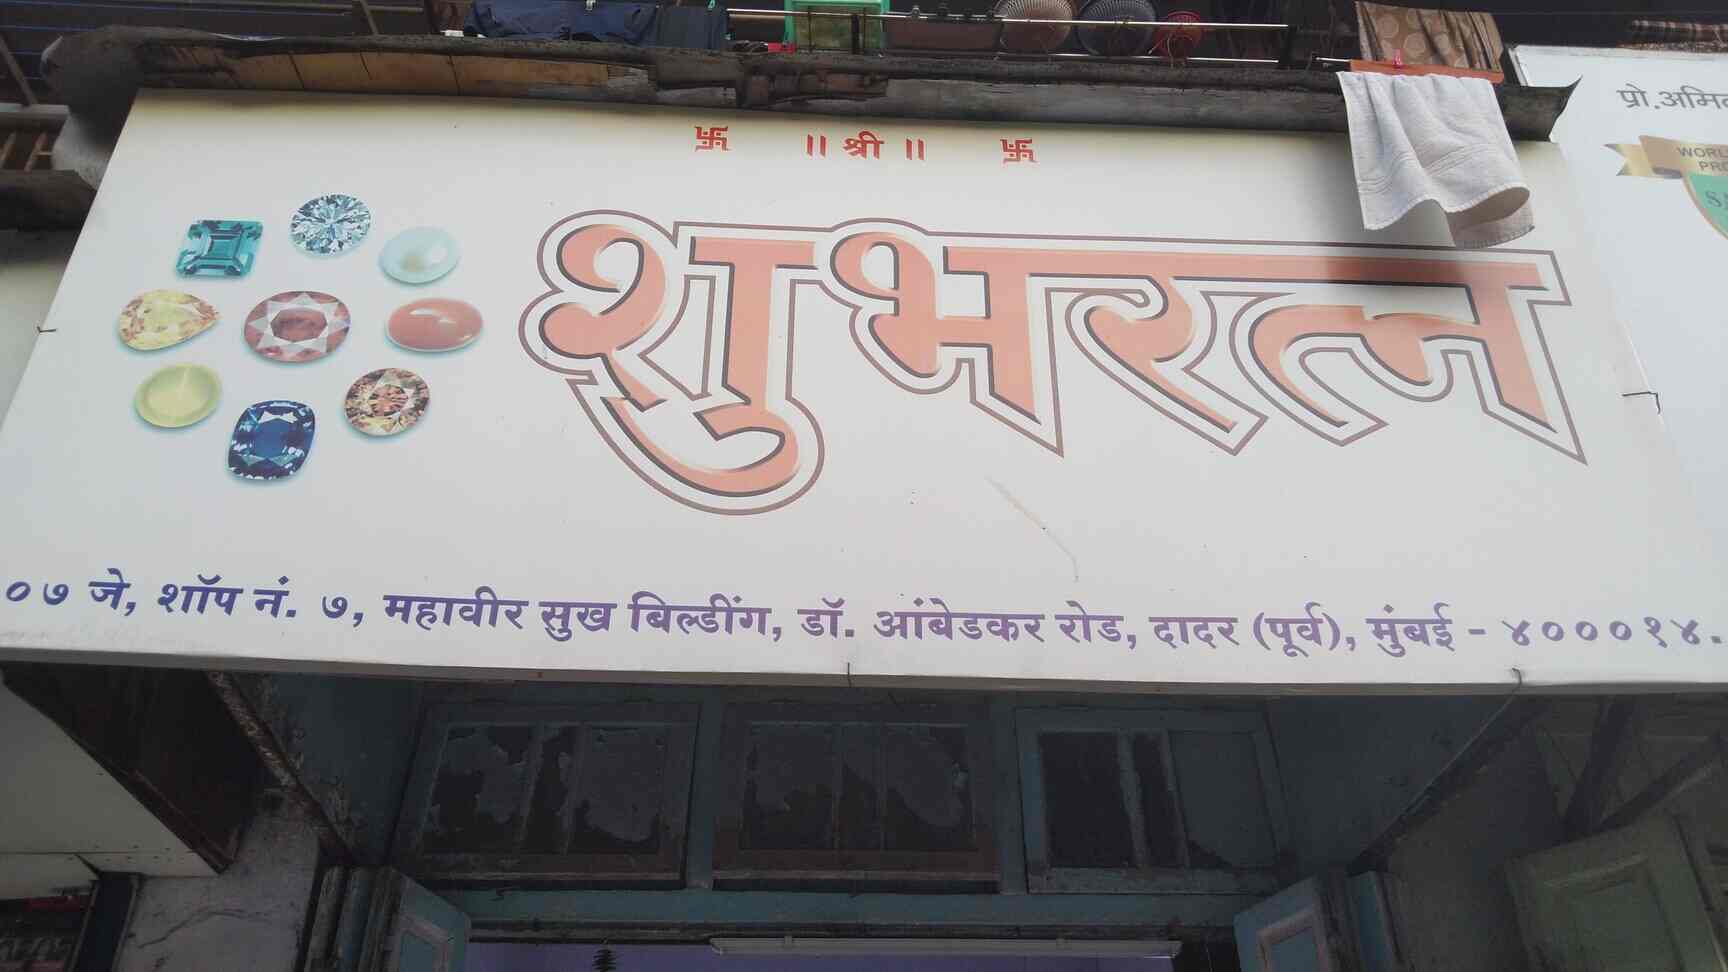 卐 ॥ श्री ॥ 卐
शुभरत्न
०७ जे, शॉप नं. ७, महावीर सुख बिल्डींग, डॉ. आंबेडकर रोड, दादर (पूर्व), मुंबई - ४०००१४.
प्रो.